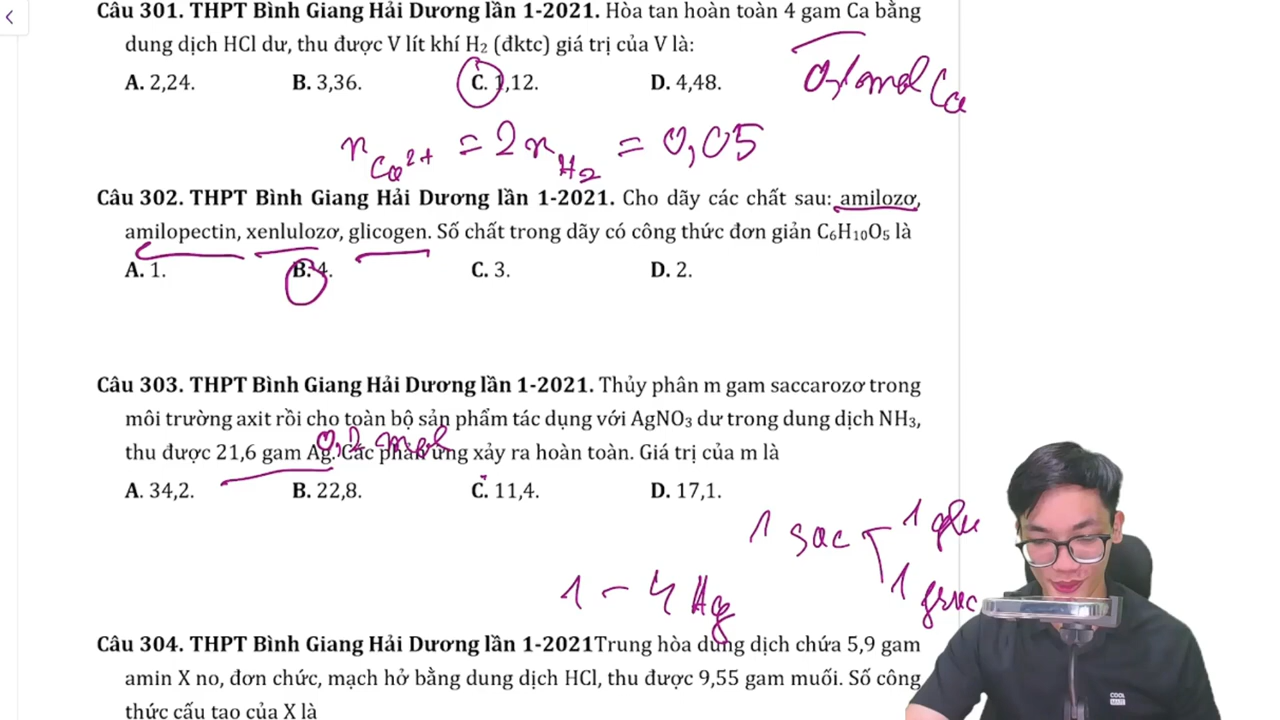 Câu 301. THPT Bình Giang Hải Dương lần 1-2021. Hòa tan hoàn toàn 4 gam Ca bằng
dung dịch HCl dư, thu được V lít khí H₂ (đktc) giá trị của V là:
A. 2,24. B. 3,36. C. 1,12. D. 4,48.
0,1 mol Ca
n Ca²⁺ = 2n H₂ = 0,05
Câu 302. THPT Bình Giang Hải Dương lần 1-2021. Cho dãy các chất sau: amilozơ,
amilopectin, xenlulozơ, glicogen. Số chất trong dãy có công thức đơn giản C₆H₁₀O₅ là
A. 1. B. 4. C. 3. D. 2.
Câu 303. THPT Bình Giang Hải Dương lần 1-2021. Thủy phân m gam saccarozơ trong
môi trường axit rồi cho toàn bộ sản phẩm tác dụng với AgNO₃ dư trong dung dịch NH₃,
0,2 mol
thu được 21,6 gam Ag. Các phản ứng xảy ra hoàn toàn. Giá trị của m là
A. 34,2. B. 22,8. C. 11,4. D. 17,1.
1 sac 1 glu
1 fruc
1 - 4 Ag
Câu 304. THPT Bình Giang Hải Dương lần 1-2021Trung hòa dung dịch chứa 5,9 gam
amin X no, đơn chức, mạch hở bằng dung dịch HCl, thu được 9,55 gam muối. Số công
thức cấu tạo của X là
COOL